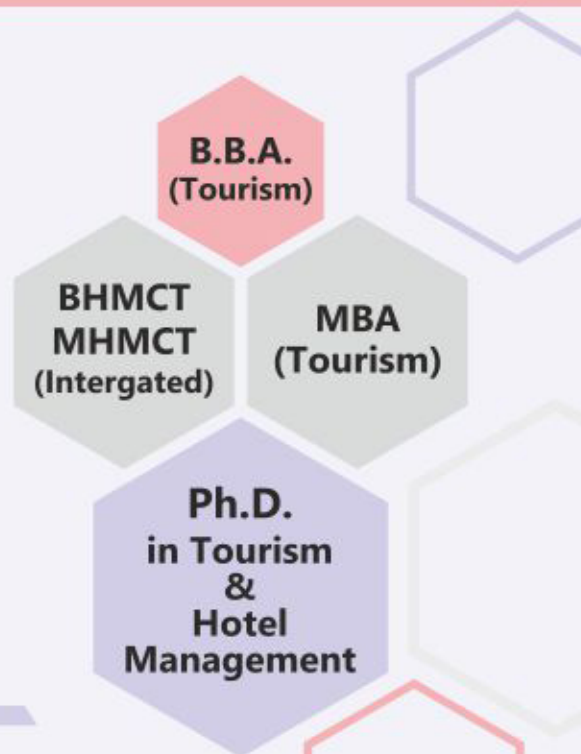 B.B.A.
(Tourism)
BHMCT
MHMCT
(Intergated)
MBA
(Tourism)
Ph.D.
in Tourism
&
Hotel
Management